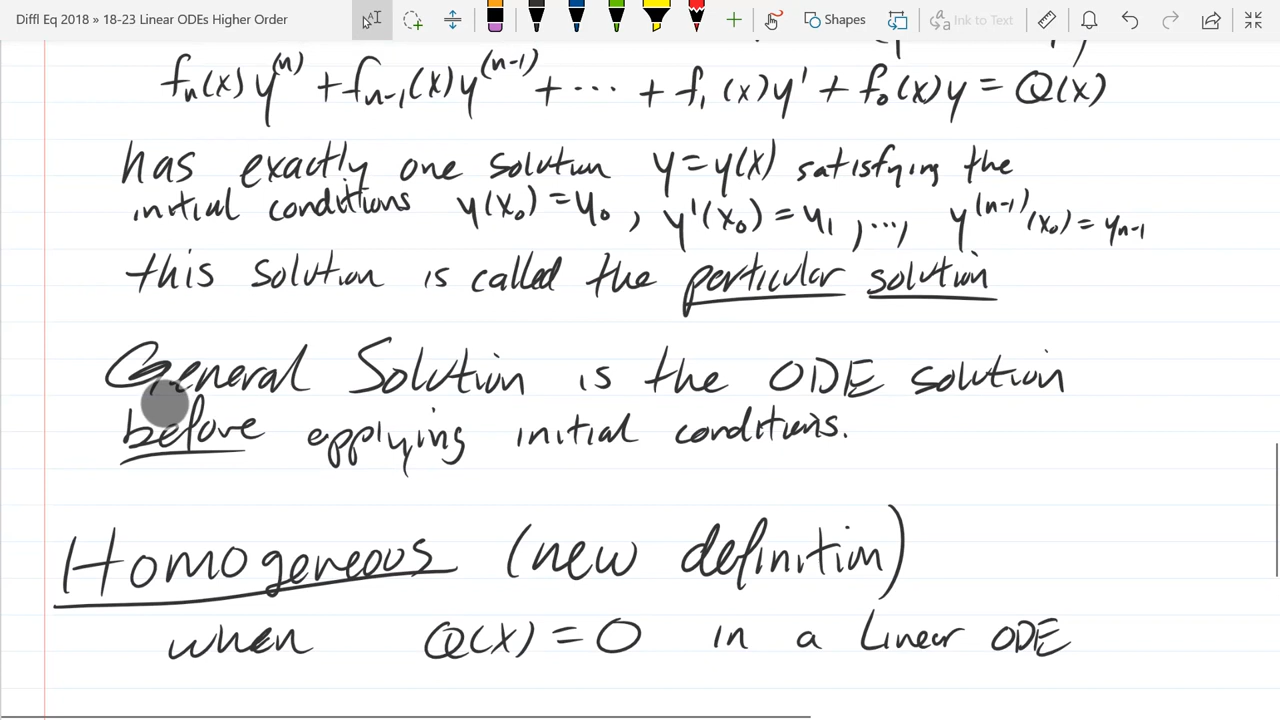 Diffl Eq 2018 > 18-23 Linear ODEs Higher Order
Shapes
Ink to Text
fₙ(x)y⁽ⁿ⁾ + fₙ₋₁(x)y⁽ⁿ⁻¹⁾ + ··· + f₁(x)y' + f₀(x)y = Q(x)
has exactly one solution y = y(x) satisfying the
initial conditions y(x₀) = y₀, y'(x₀) = y₁, ..., y⁽ⁿ⁻¹⁾(x₀) = yₙ₋₁
this solution is called the particular solution
General Solution is the ODE solution
before applying initial conditions.
Homogeneous (new definition)
when Q(x) = 0 in a Linear ODE